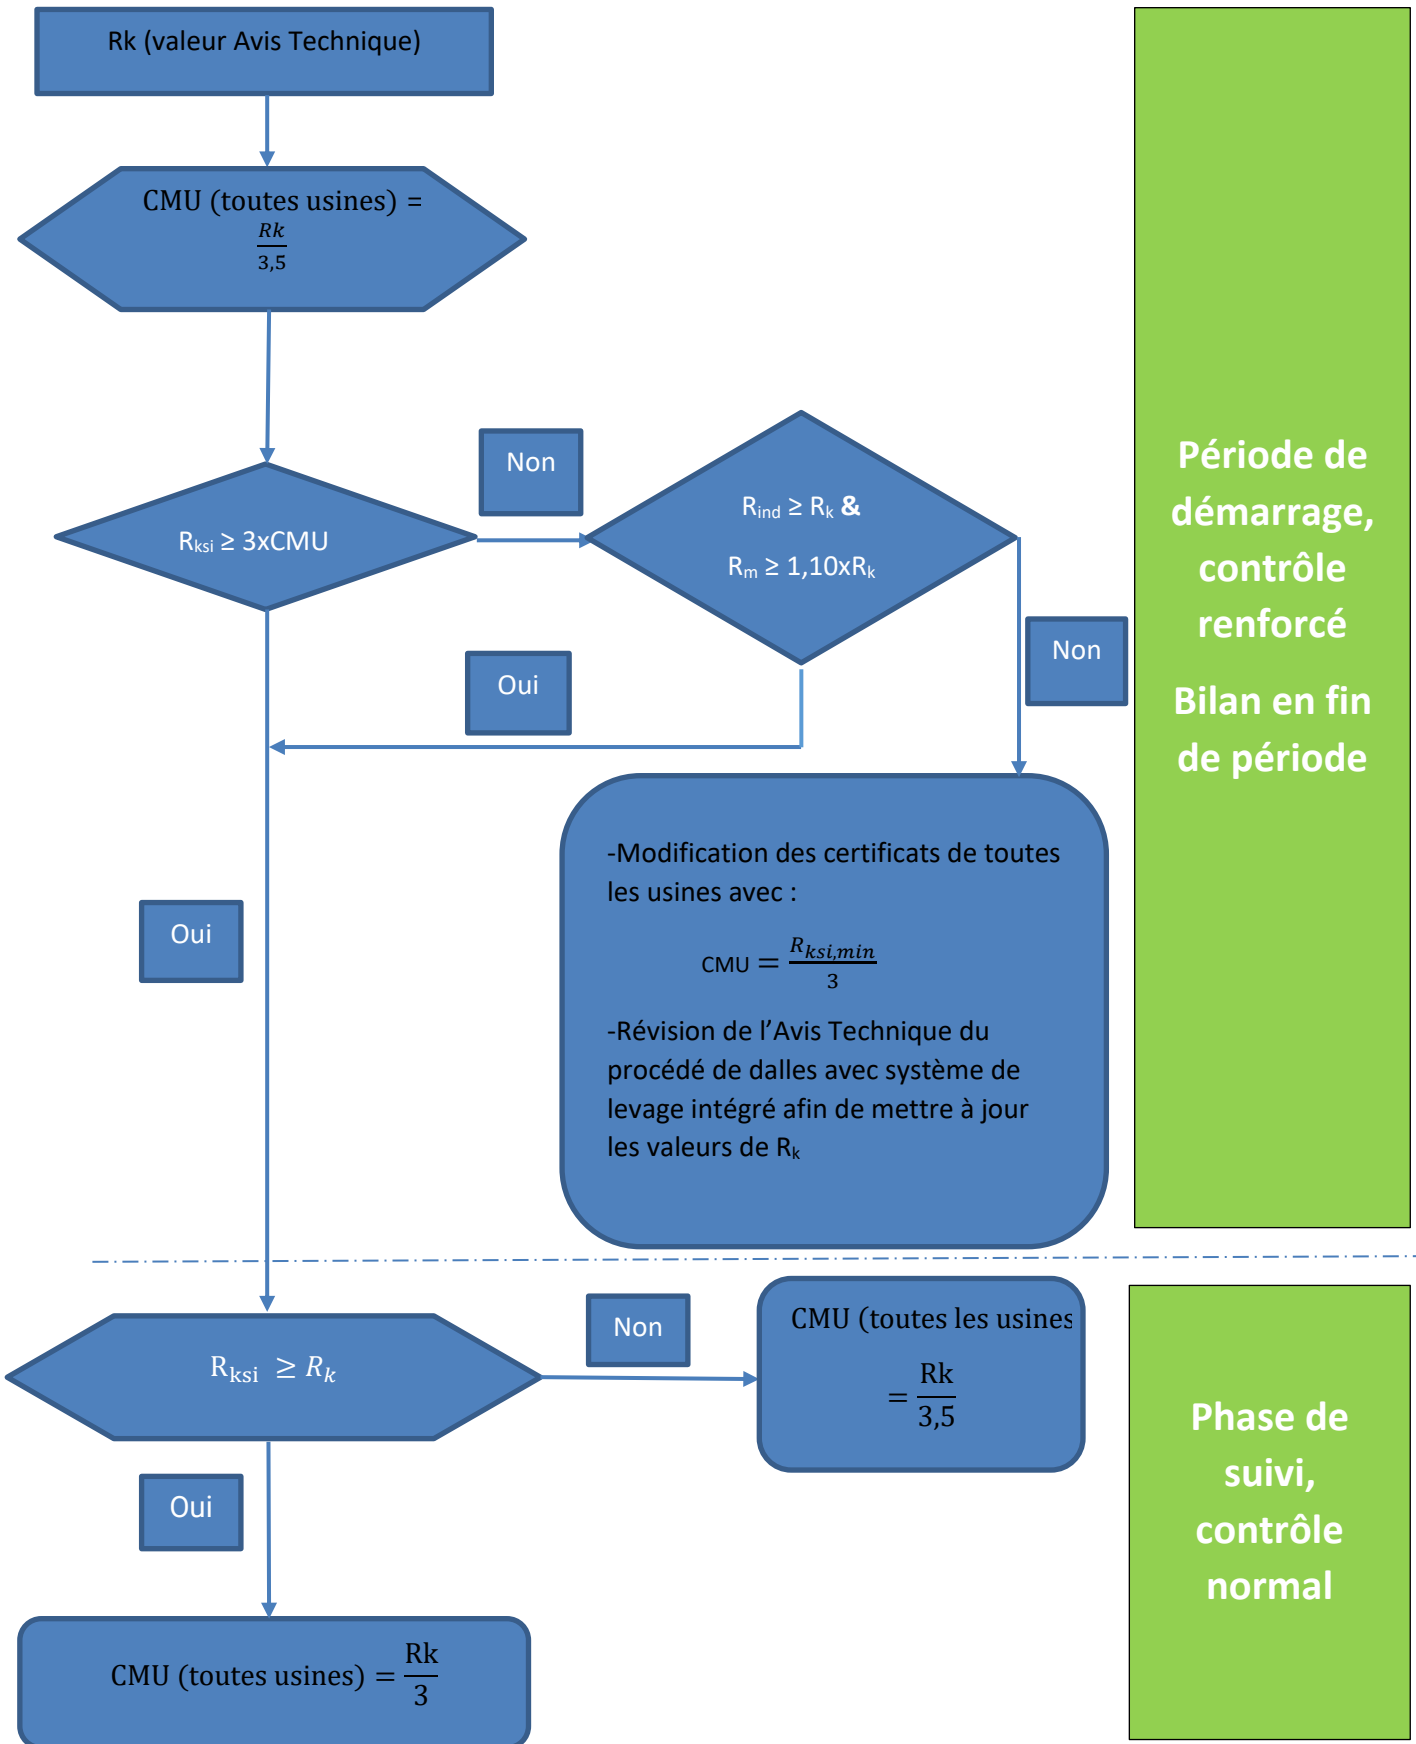 Rk (valeur Avis Technique)
CMU (toutes usines) =
Rk
3,5
Non
Rksi ≥ 3xCMU
Rind ≥ Rk &
Rm ≥ 1,10xRk
Oui
Non
-Modification des certificats de toutes
les usines avec :
CMU = Rksi,min
3
-Révision de l’Avis Technique du
procédé de dalles avec système de
levage intégré afin de mettre à jour
les valeurs de Rk
Oui
Période de
démarrage,
contrôle
renforcé
Bilan en fin
de période
Rksi ≥ Rk
Non
CMU (toutes les usines
= Rk
3,5
Oui
CMU (toutes usines) = Rk
3
Phase de
suivi,
contrôle
normal